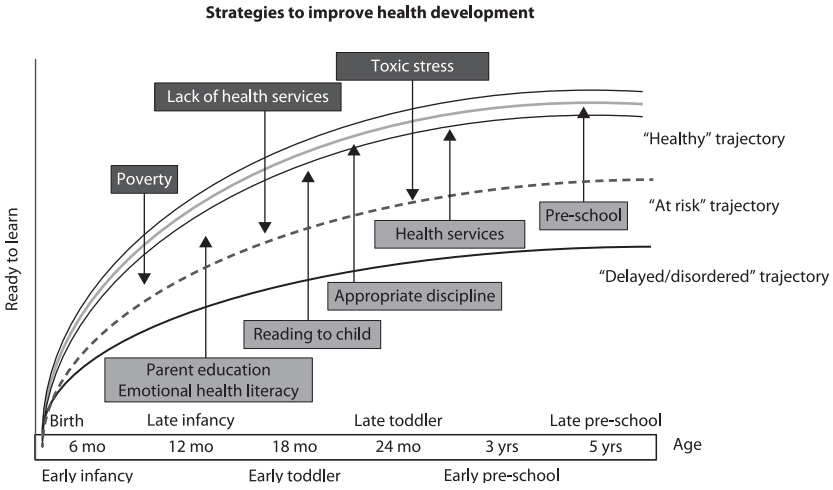 Strategies to improve health development
Toxic stress
Lack of health services
Poverty
"Healthy" trajectory
"At risk" trajectory
"Delayed/disordered" trajectory
Pre-school
Health services
Appropriate discipline
Reading to child
Parent education
Emotional health literacy
Ready to learn
Birth
Late infancy
Late toddler
Late pre-school
6 mo
12 mo
18 mo
24 mo
3 yrs
5 yrs
Age
Early infancy
Early toddler
Early pre-school